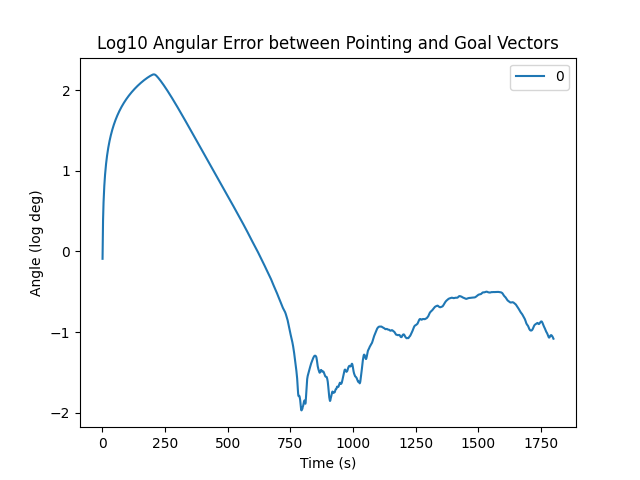 Log10 Angular Error between Pointing and Goal Vectors
0
2
1
0
−1
−2
Angle (log deg)
0 250 500 750 1000 1250 1500 1750
Time (s)